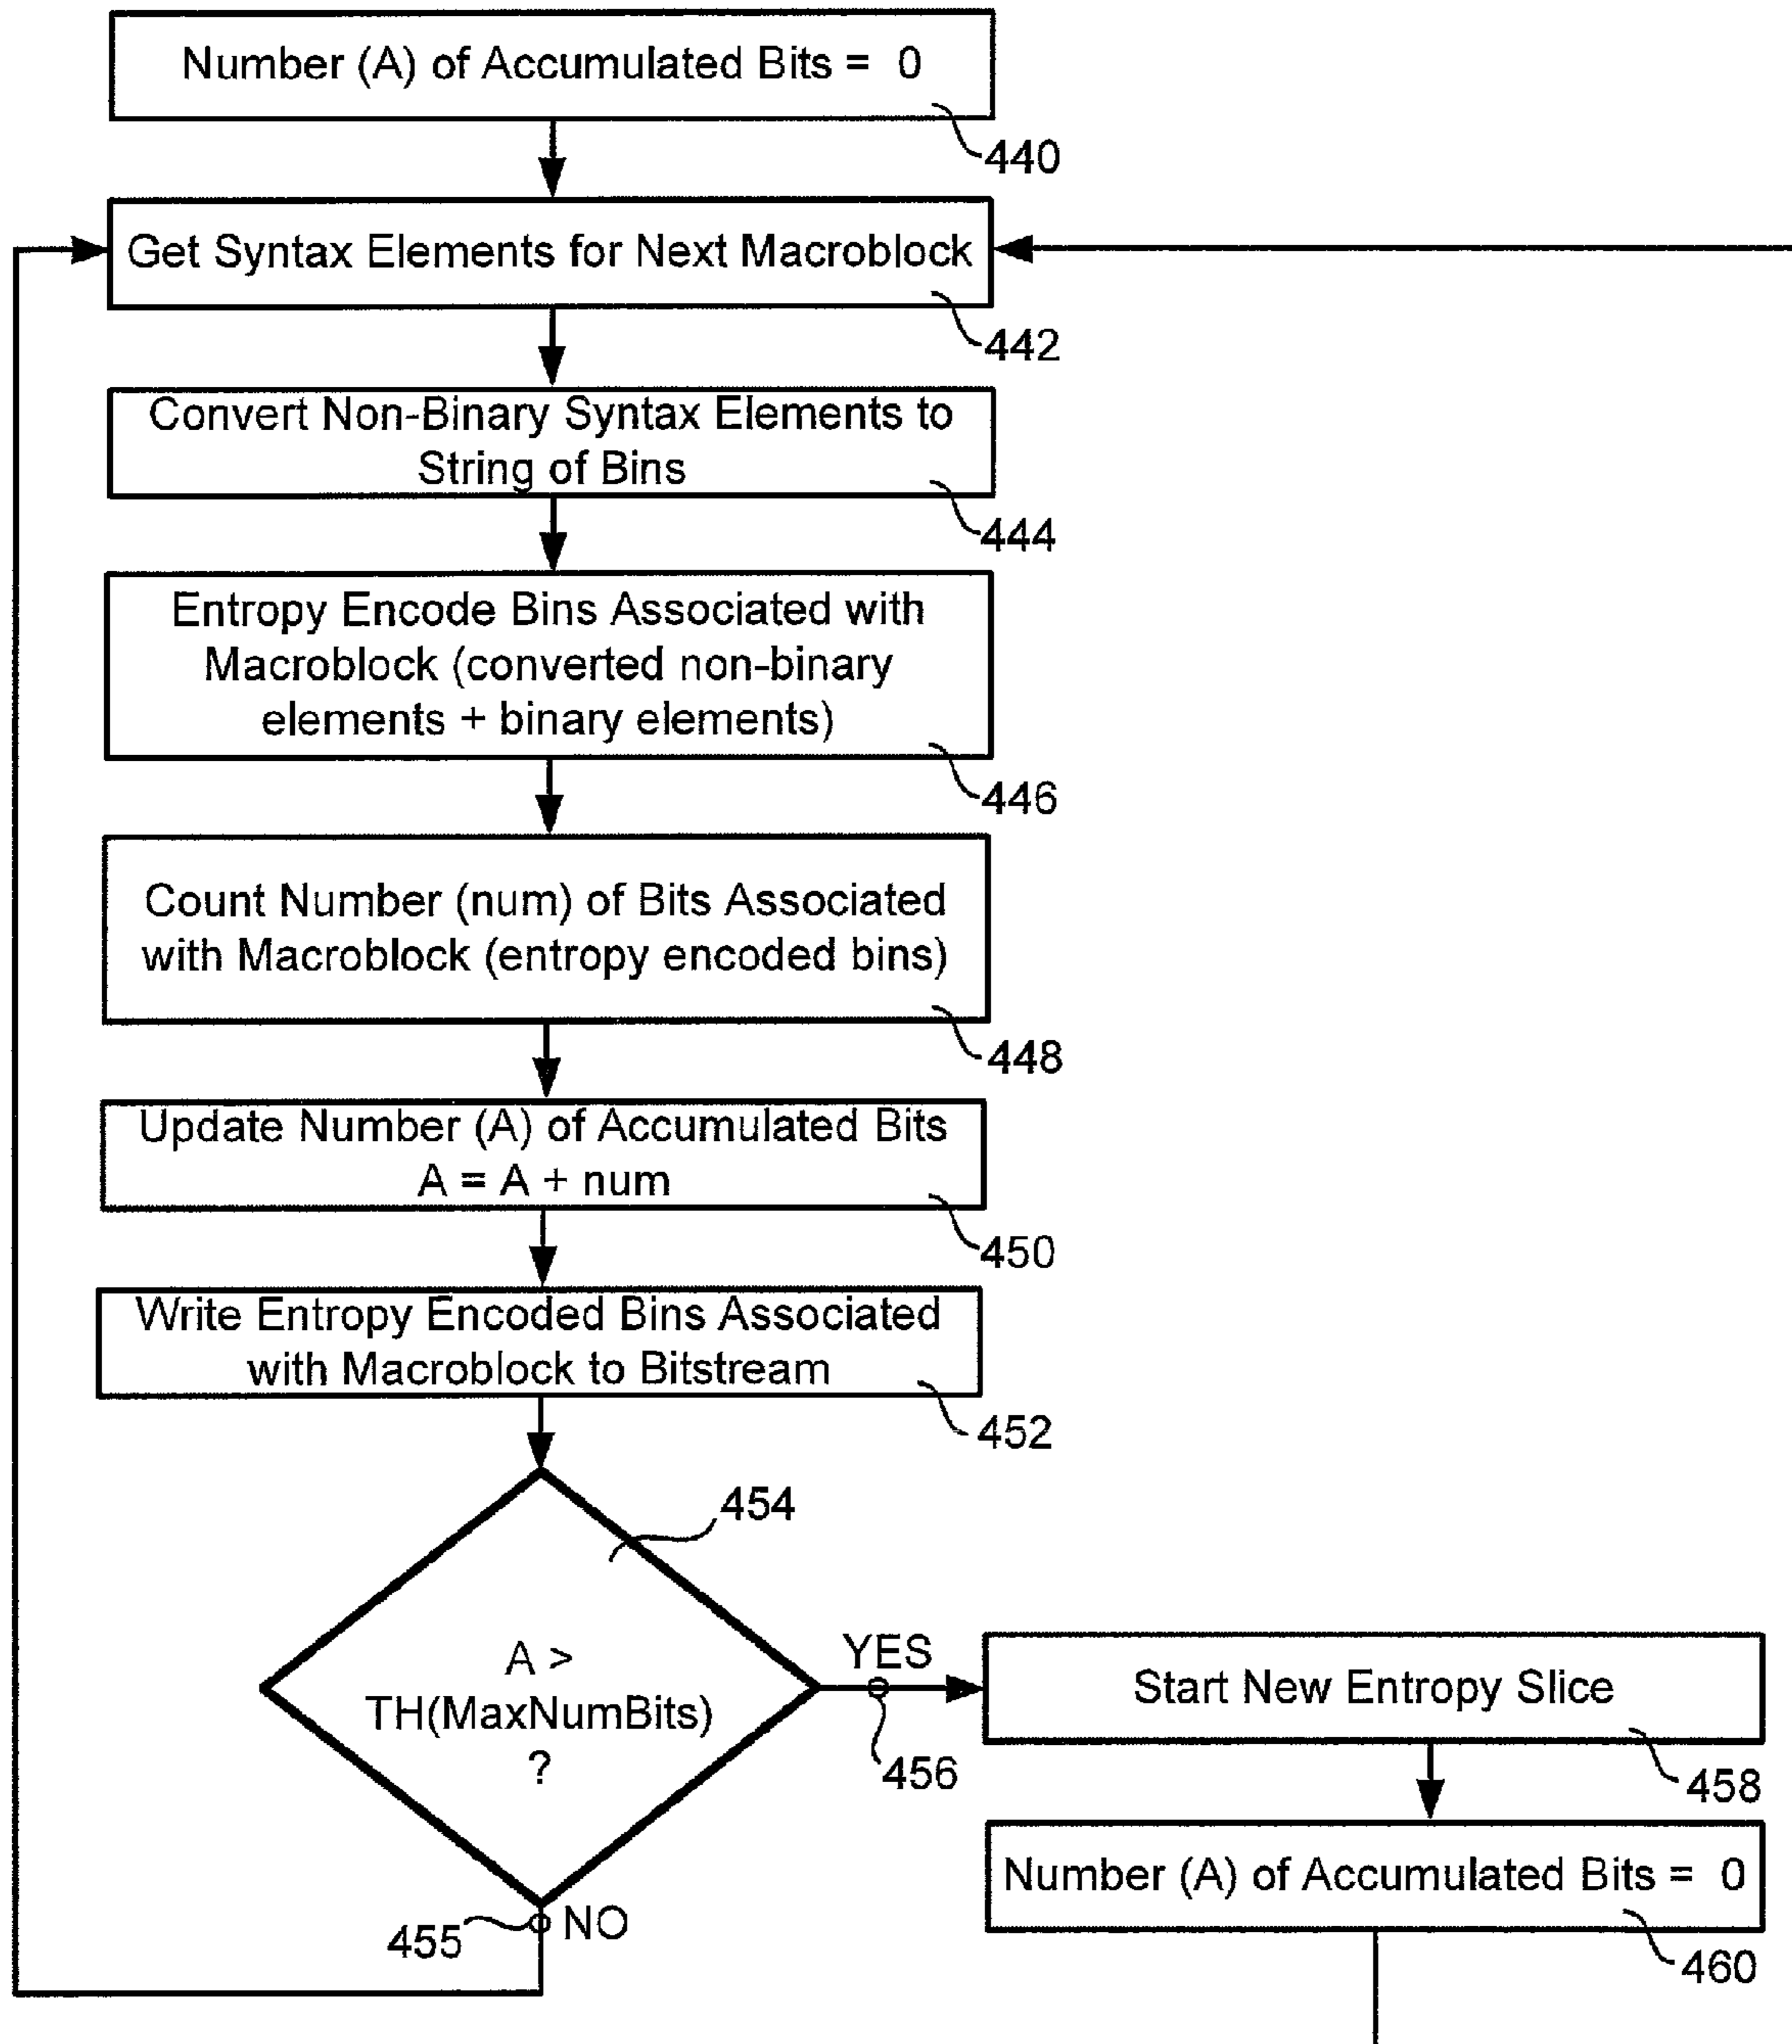 Number (A) of Accumulated Bits = 0
440
Get Syntax Elements for Next Macroblock
442
Convert Non-Binary Syntax Elements to
String of Bins
444
Entropy Encode Bins Associated with
Macroblock (converted non-binary
elements + binary elements)
446
Count Number (num) of Bits Associated
with Macroblock (entropy encoded bins)
448
Update Number (A) of Accumulated Bits
A = A + num
450
Write Entropy Encoded Bins Associated
with Macroblock to Bitstream
452
454
A >
TH(MaxNumBits)
?
YES
456
Start New Entropy Slice
458
Number (A) of Accumulated Bits = 0
460
455
NO